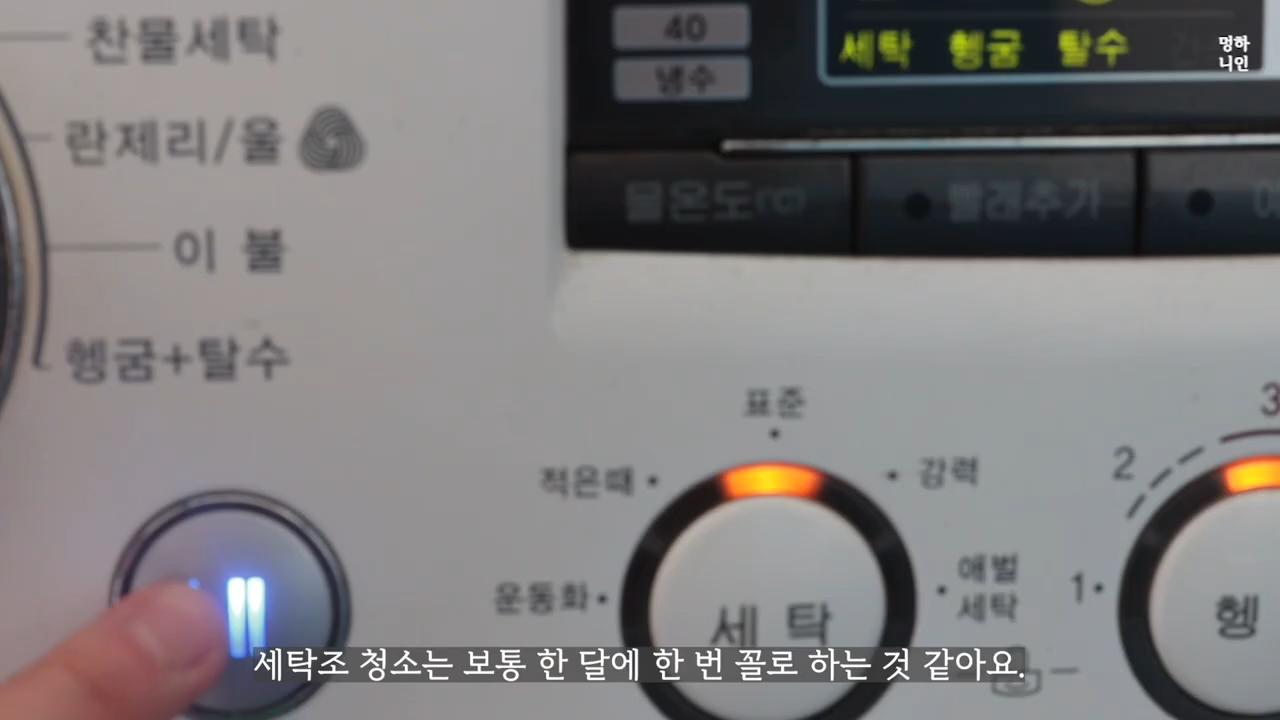 찬물세탁
란제리/울
이 불
헹굼+탈수
40
냉수
세탁 헹굼 탈수
멍하
니인
물온도
빨래추가
표준
적은때
강력
운동화
애벌
세탁
세 탁
3
2
1
헹
세탁조 청소는 보통 한 달에 한 번 꼴로 하는 것 같아요.